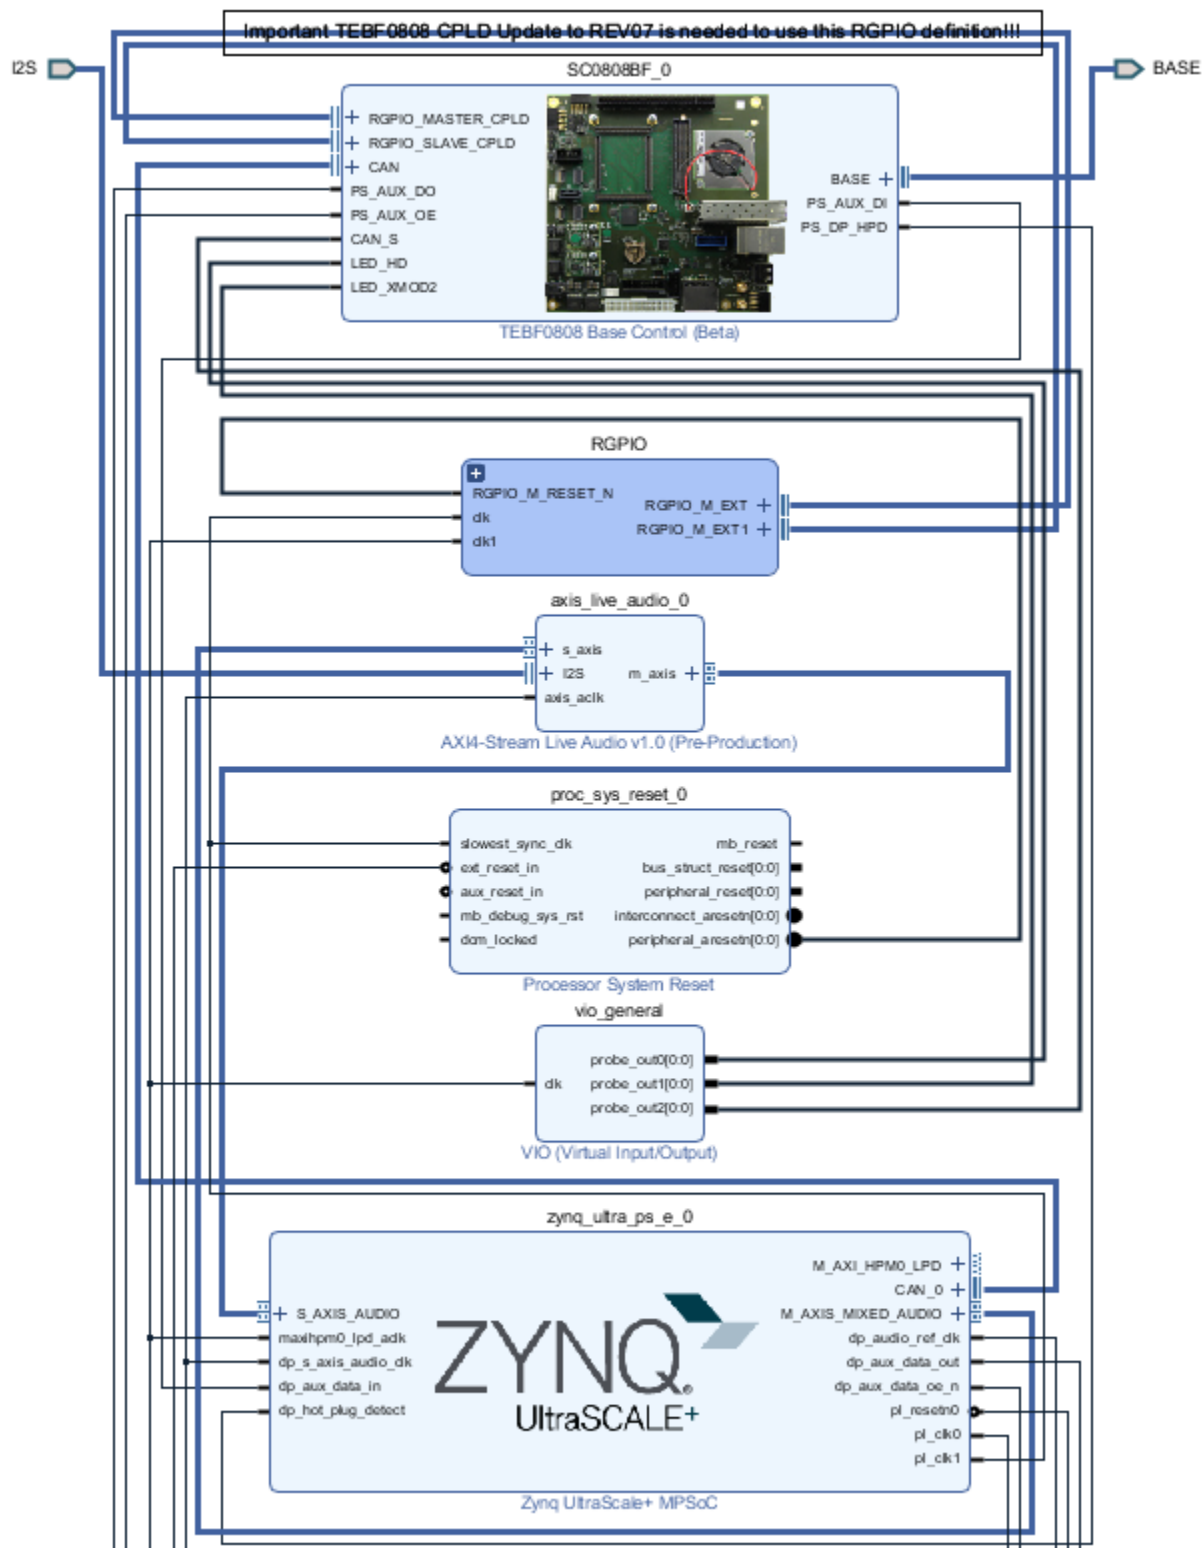 Important TEBF0808 CPLD Update to REV07 is needed to use this RGPIO definition!!!
I2S
BASE
SC0808BF_0
RGPIO_MASTER_CPLD
RGPIO_SLAVE_CPLD
CAN
PS_AUX_DO
PS_AUX_OE
CAN_S
LED_HD
LED_XMOD2
BASE
PS_AUX_DI
PS_DP_HPD
TEBF0808 Base Control (Beta)
RGPIO
RGPIO_M_RESET_N
clk
clk1
RGPIO_M_EXT
RGPIO_M_EXT1
axis_live_audio_0
s_axis
I2S
axis_aclk
m_axis
AXI4-Stream Live Audio v1.0 (Pre-Production)
proc_sys_reset_0
slowest_sync_clk
ext_reset_in
aux_reset_in
mb_debug_sys_rst
dcm_locked
mb_reset
bus_struct_reset[0:0]
peripheral_reset[0:0]
interconnect_aresetn[0:0]
peripheral_aresetn[0:0]
Processor System Reset
vio_general
clk
probe_out0[0:0]
probe_out1[0:0]
probe_out2[0:0]
VIO (Virtual Input/Output)
zynq_ultra_ps_e_0
S_AXIS_AUDIO
maxihpm0_lpd_aclk
dp_s_axis_audio_clk
dp_aux_data_in
dp_hot_plug_detect
ZYNQ
UltraSCALE+
M_AXI_HPM0_LPD
CAN_0
M_AXIS_MIXED_AUDIO
dp_audio_ref_clk
dp_aux_data_out
dp_aux_data_oe_n
pl_resetn0
pl_clk0
pl_clk1
Zynq UltraScale+ MPSoC